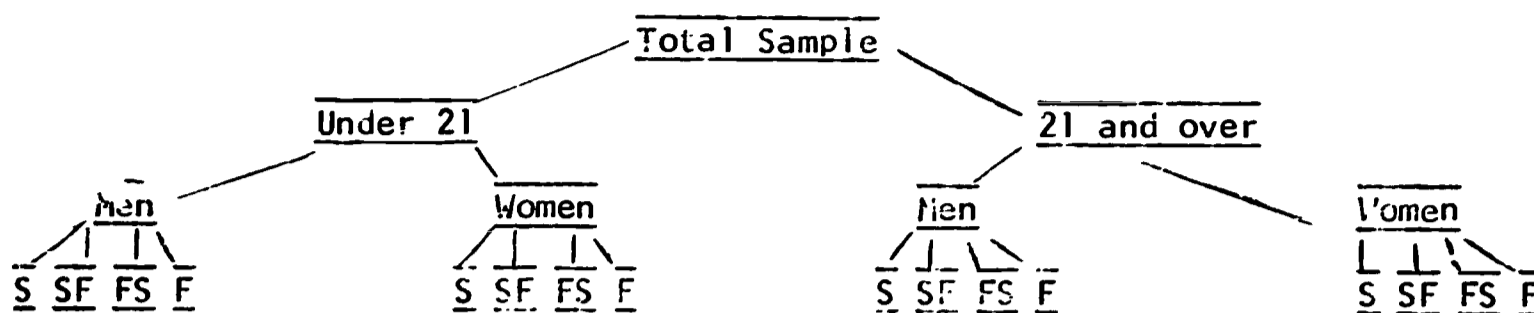 Total Sample
Under 21 21 and over
Men Women Men Women
S SF FS F S SF FS F S SF FS F S SF FS F